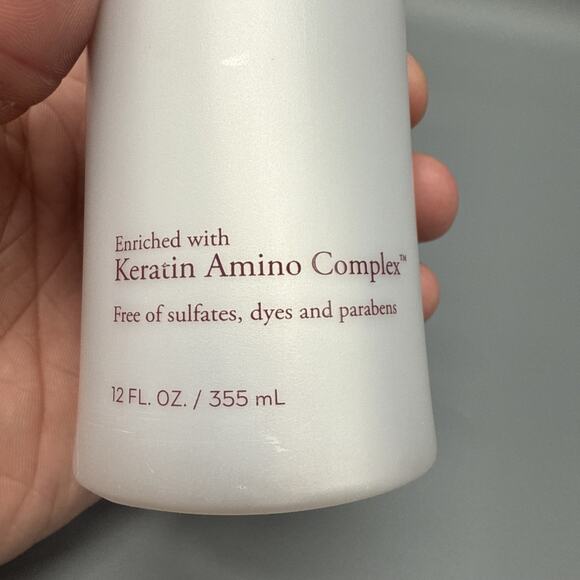 Enriched with
Keratin Amino Complex™
Free of sulfates, dyes and parabens
12 FL. OZ. / 355 mL